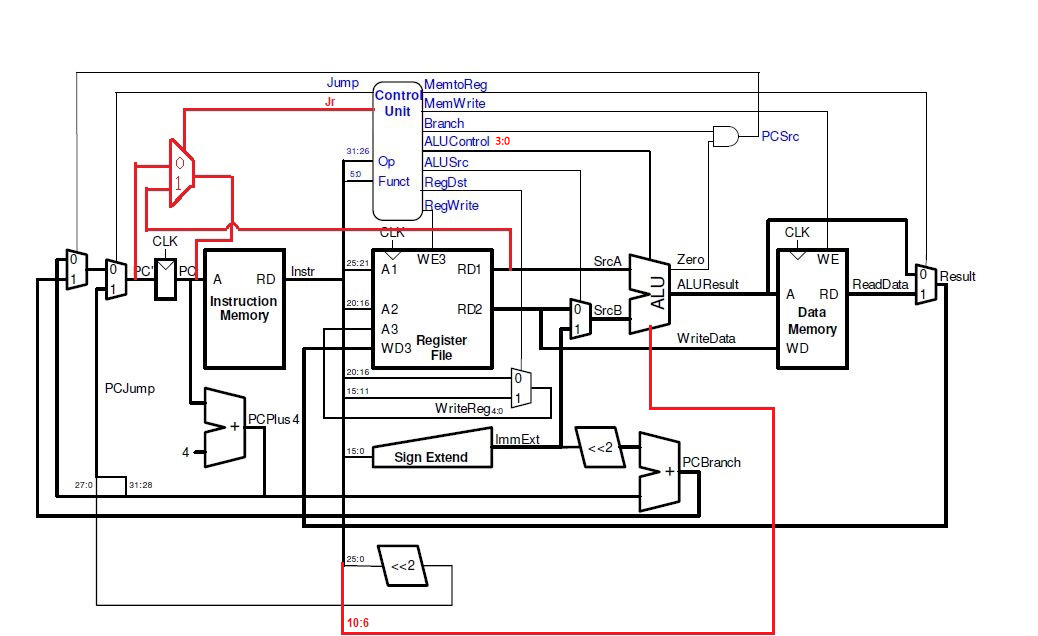 Jump
Jr
Control
Unit
MemtoReg
MemWrite
Branch
ALUControl 3:0
ALUSrc
RegDst
RegWrite
PCSrc
31:26
Op
5:0
Funct
0
1
CLK
CLK
CLK
0
1
0
1
PC'
PC
A
RD
Instruction
Memory
Instr
25:21
A1
WE3
RD1
20:16
A2
RD2
A3
WD3
Register
File
SrcA
0
1
SrcB
ALU
Zero
ALUResult
WriteData
WE
A
RD
Data
Memory
WD
ReadData
0
1
Result
20:16
15:11
0
1
WriteReg4:0
PCJump
4
+
PCPlus4
15:0
Sign Extend
ImmExt
<<2
+
PCBranch
27:0
31:28
25:0
<<2
10:6